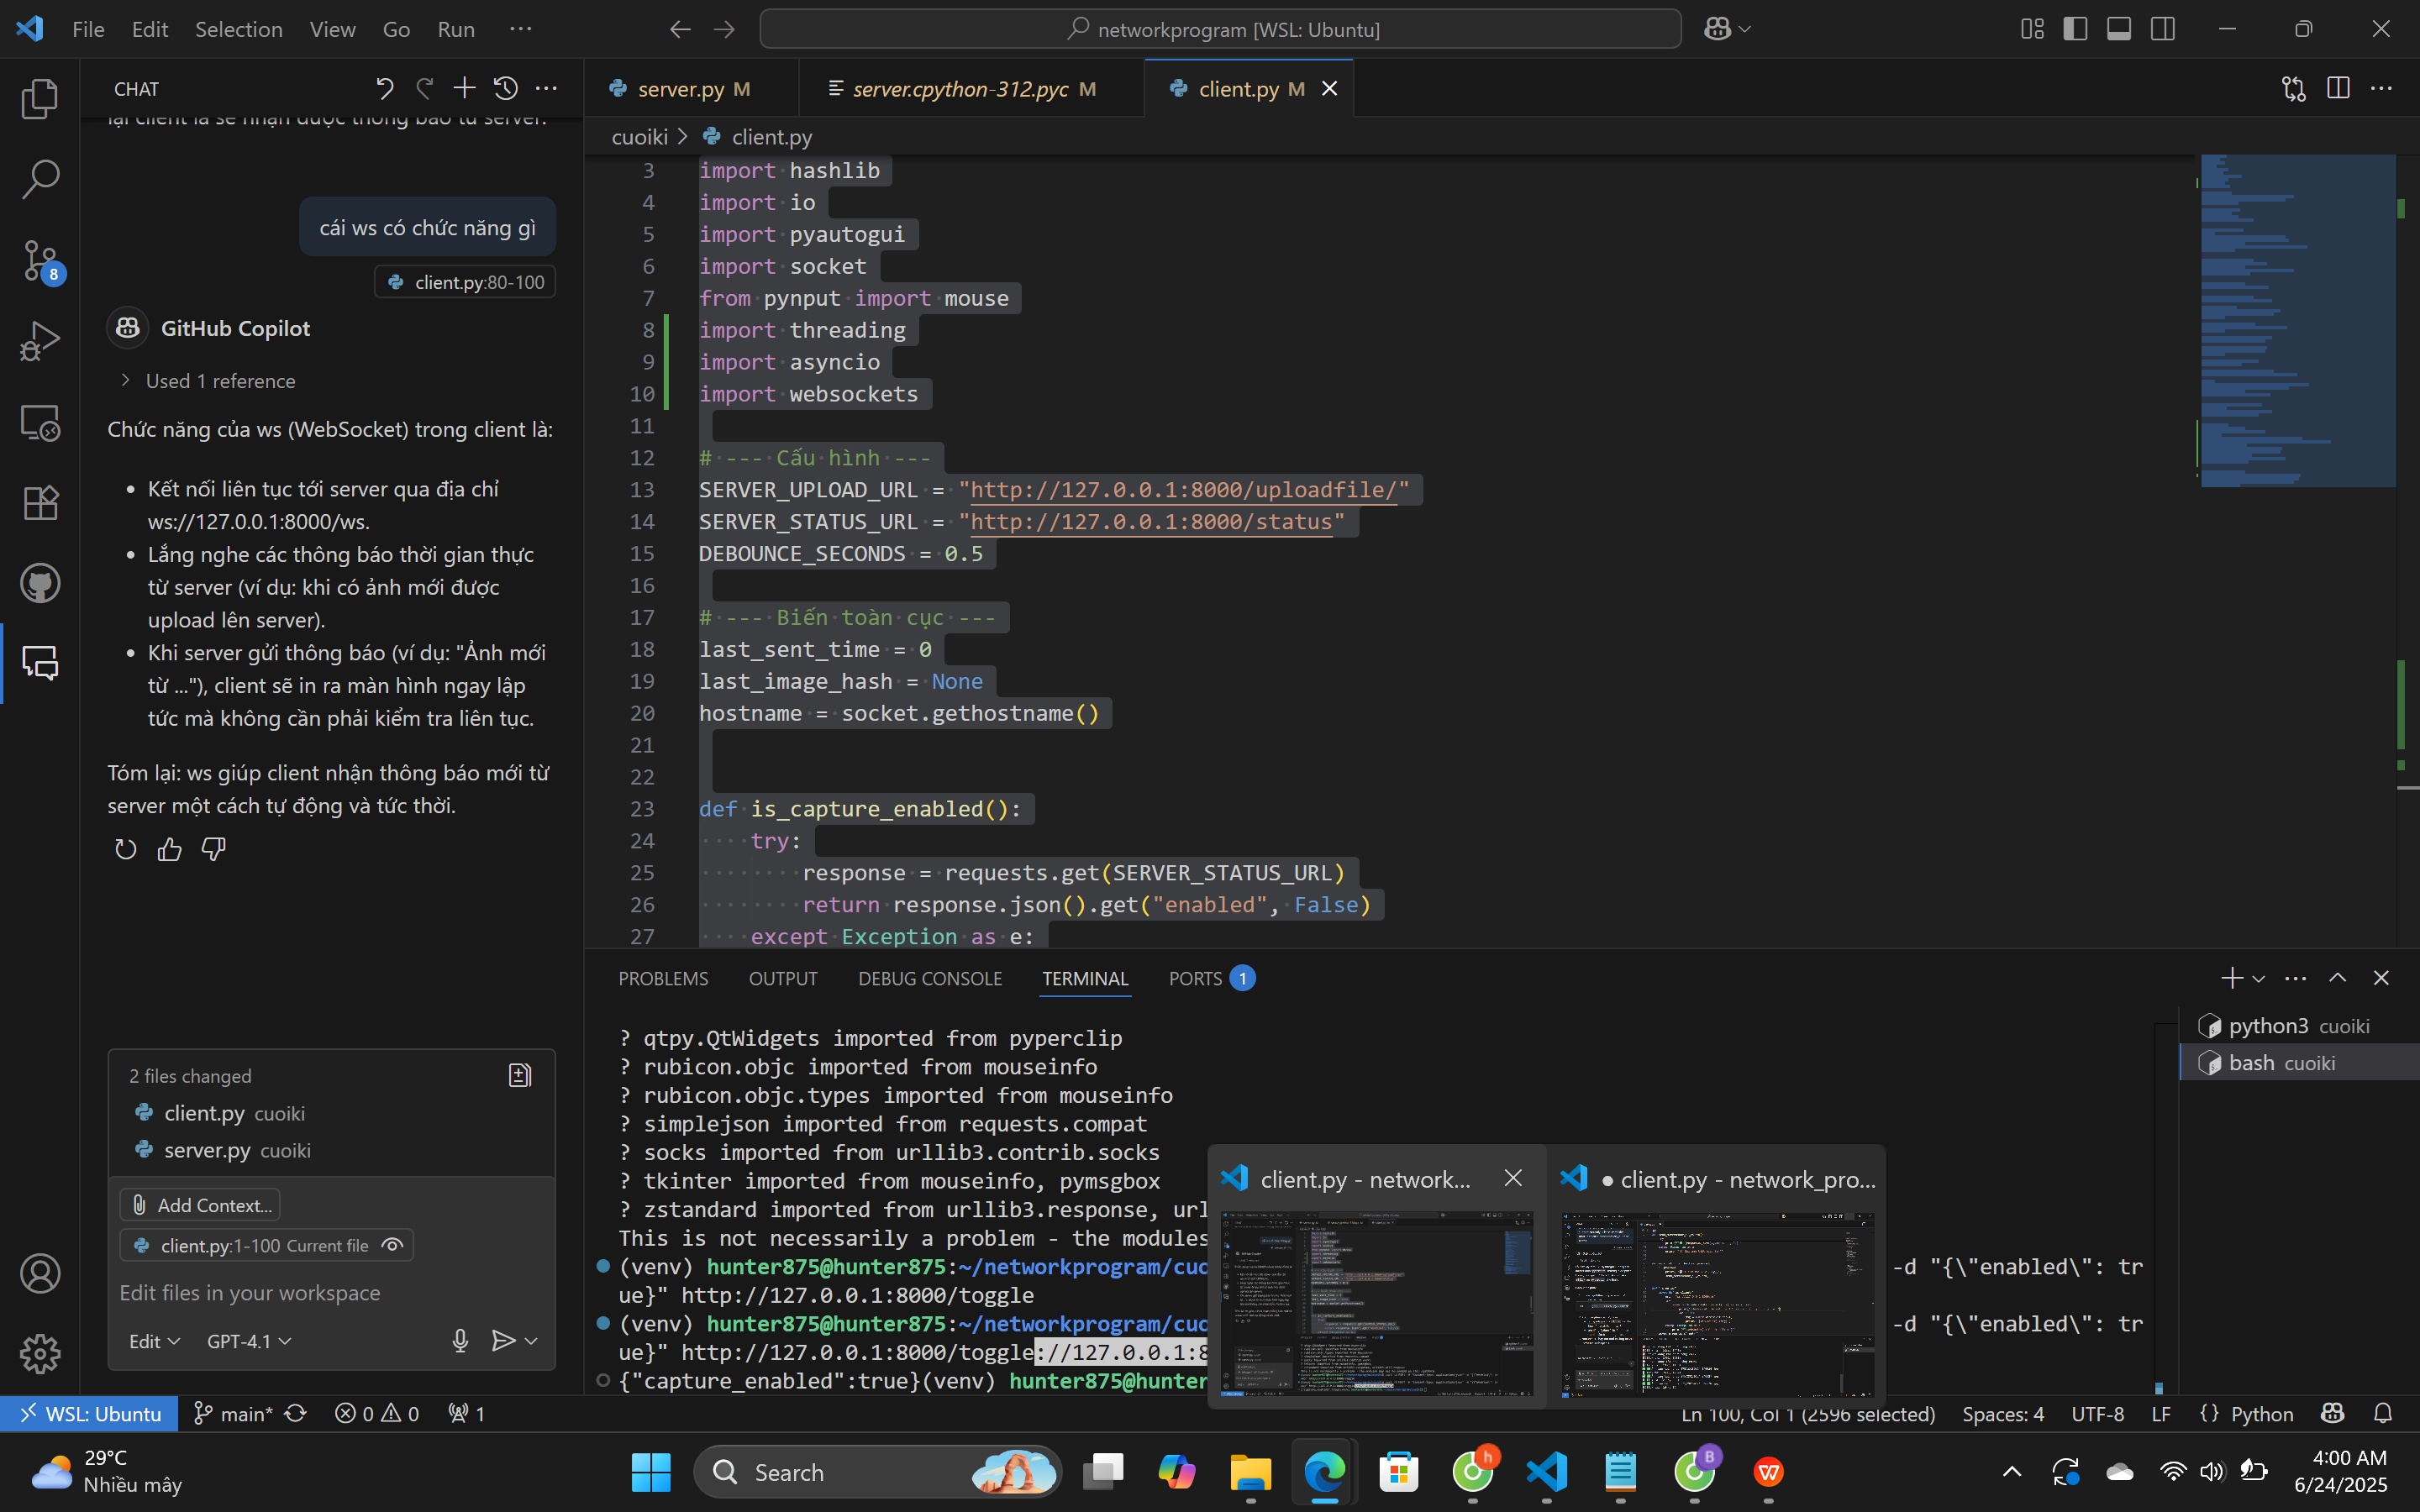 File Edit Selection View Go Run ···
networkprogram [WSL: Ubuntu]
CHAT
lại client là sẽ nhận được thông báo từ server.
cái ws có chức năng gì
client.py:80-100
GitHub Copilot
Used 1 reference
Chức năng của ws (WebSocket) trong client là:
• Kết nối liên tục tới server qua địa chỉ
ws://127.0.0.1:8000/ws.
• Lắng nghe các thông báo thời gian thực
từ server (ví dụ: khi có ảnh mới được
upload lên server).
• Khi server gửi thông báo (ví dụ: "Ảnh mới
từ ..."), client sẽ in ra màn hình ngay lập
tức mà không cần phải kiểm tra liên tục.
Tóm lại: ws giúp client nhận thông báo mới từ
server một cách tự động và tức thời.
2 files changed
client.py cuoiki
server.py cuoiki
Add Context...
client.py:1-100 Current file
Edit files in your workspace
Edit GPT-4.1
8
server.py M
server.cpython-312.pyc M
client.py M
cuoiki > client.py
3 import hashlib
4 import io
5 import pyautogui
6 import socket
7 from pynput import mouse
8 import threading
9 import asyncio
10 import websockets
11
12 # --- Cấu hình ---
13 SERVER_UPLOAD_URL = "http://127.0.0.1:8000/uploadfile/"
14 SERVER_STATUS_URL = "http://127.0.0.1:8000/status"
15 DEBOUNCE_SECONDS = 0.5
16
17 # --- Biến toàn cục ---
18 last_sent_time = 0
19 last_image_hash = None
20 hostname = socket.gethostname()
21
22
23 def is_capture_enabled():
24 try:
25 response = requests.get(SERVER_STATUS_URL)
26 return response.json().get("enabled", False)
27 except Exception as e:
PROBLEMS OUTPUT DEBUG CONSOLE TERMINAL PORTS 1
? qtpy.QtWidgets imported from pyperclip
? rubicon.objc imported from mouseinfo
? rubicon.objc.types imported from mouseinfo
? simplejson imported from requests.compat
? socks imported from urllib3.contrib.socks
? tkinter imported from mouseinfo, pymsgbox
? zstandard imported from urllib3.response, url
This is not necessarily a problem - the modules
(venv) hunter875@hunter875:~/networkprogram/cuo -d "{\"enabled\": tr
ue}" http://127.0.0.1:8000/toggle
(venv) hunter875@hunter875:~/networkprogram/cuo -d "{\"enabled\": tr
ue}" http://127.0.0.1:8000/toggle://127.0.0.1:8
{"capture_enabled":true}(venv) hunter875@hunter
python3 cuoiki
bash cuoiki
client.py - network...
● client.py - network_pro...
WSL: Ubuntu main* 0 0 1
Ln 100, Col 1 (2596 selected) Spaces: 4 UTF-8 LF {} Python
29°C
Nhiều mây
Search
h
B
4:00 AM
6/24/2025